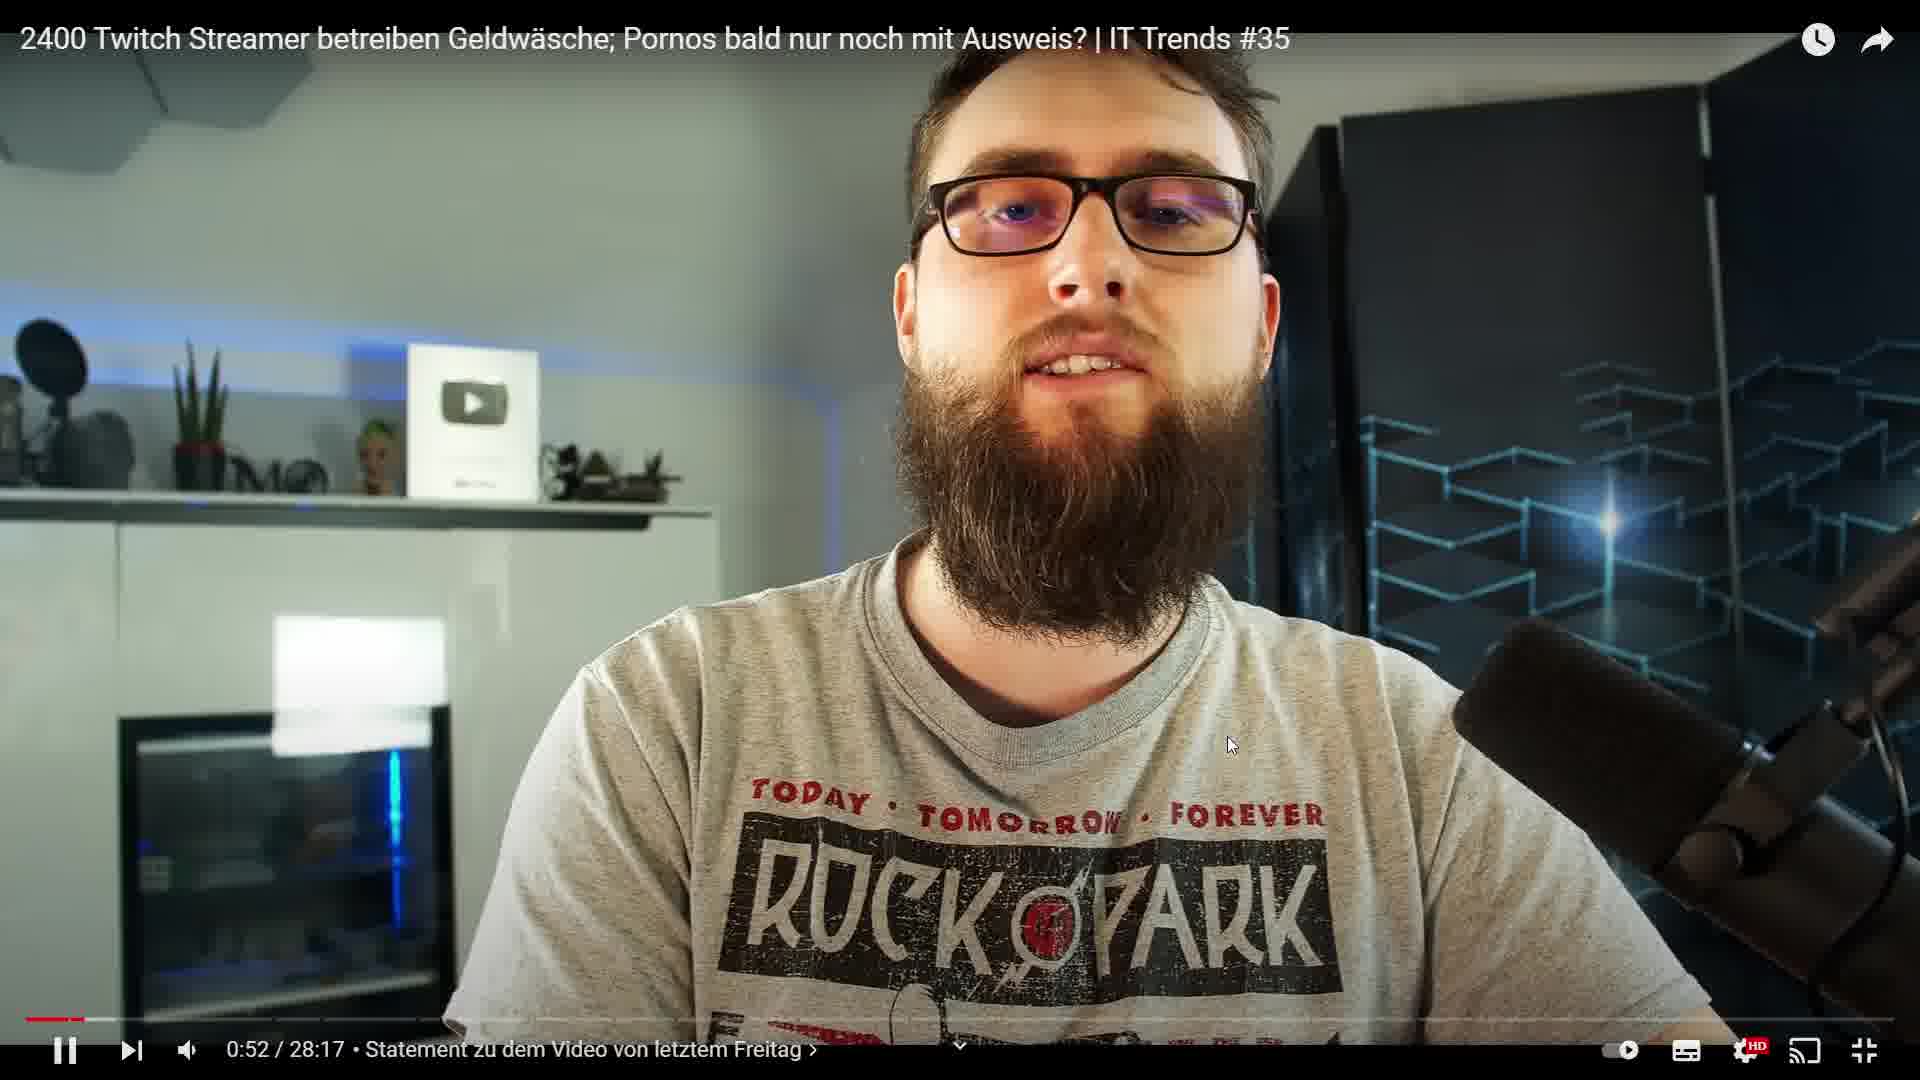 2400 Twitch Streamer betreiben Geldwäsche; Pornos bald nur noch mit Ausweis? | IT Trends #35
TODAY · TOMORROW · FOREVER
ROCK PARK
0:52 / 28:17 • Statement zu dem Video von letztem Freitag
HD